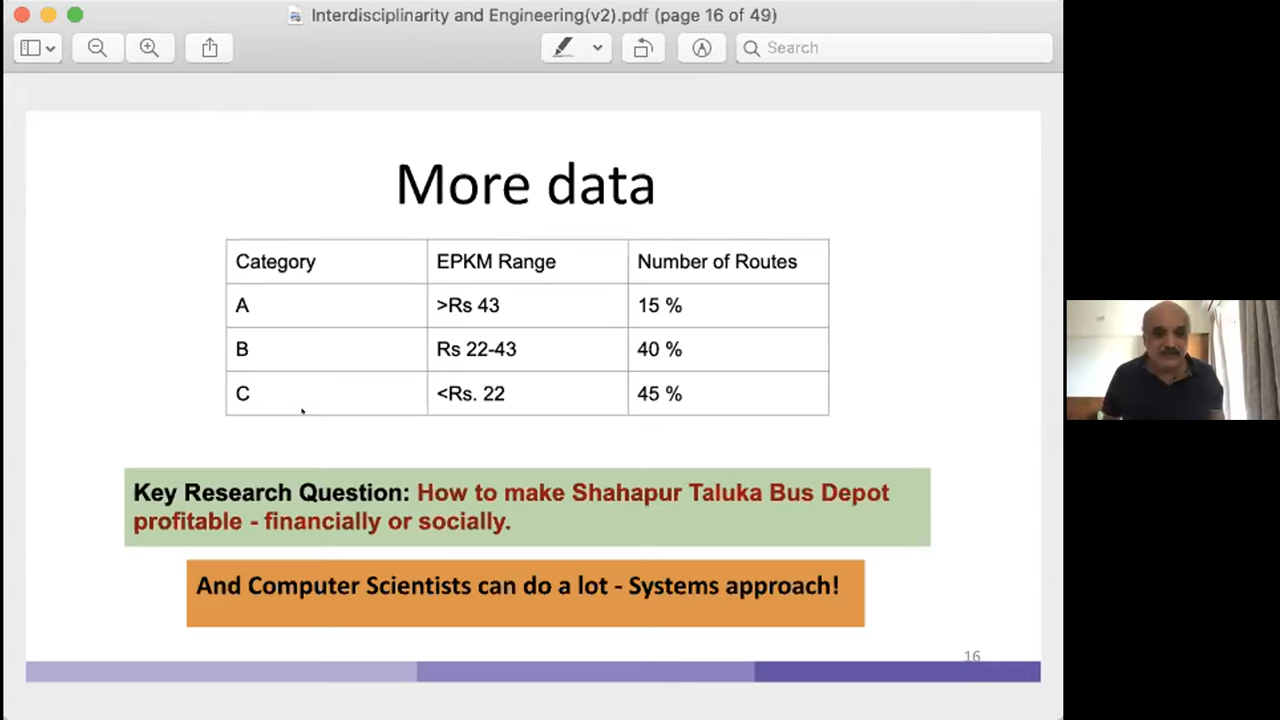 Interdisciplinarity and Engineering(v2).pdf (page 16 of 49)
Search
More data
Category EPKM Range Number of Routes
A >Rs 43 15 %
B Rs 22-43 40 %
C <Rs. 22 45 %
Key Research Question: How to make Shahapur Taluka Bus Depot
profitable - financially or socially.
And Computer Scientists can do a lot - Systems approach!
16